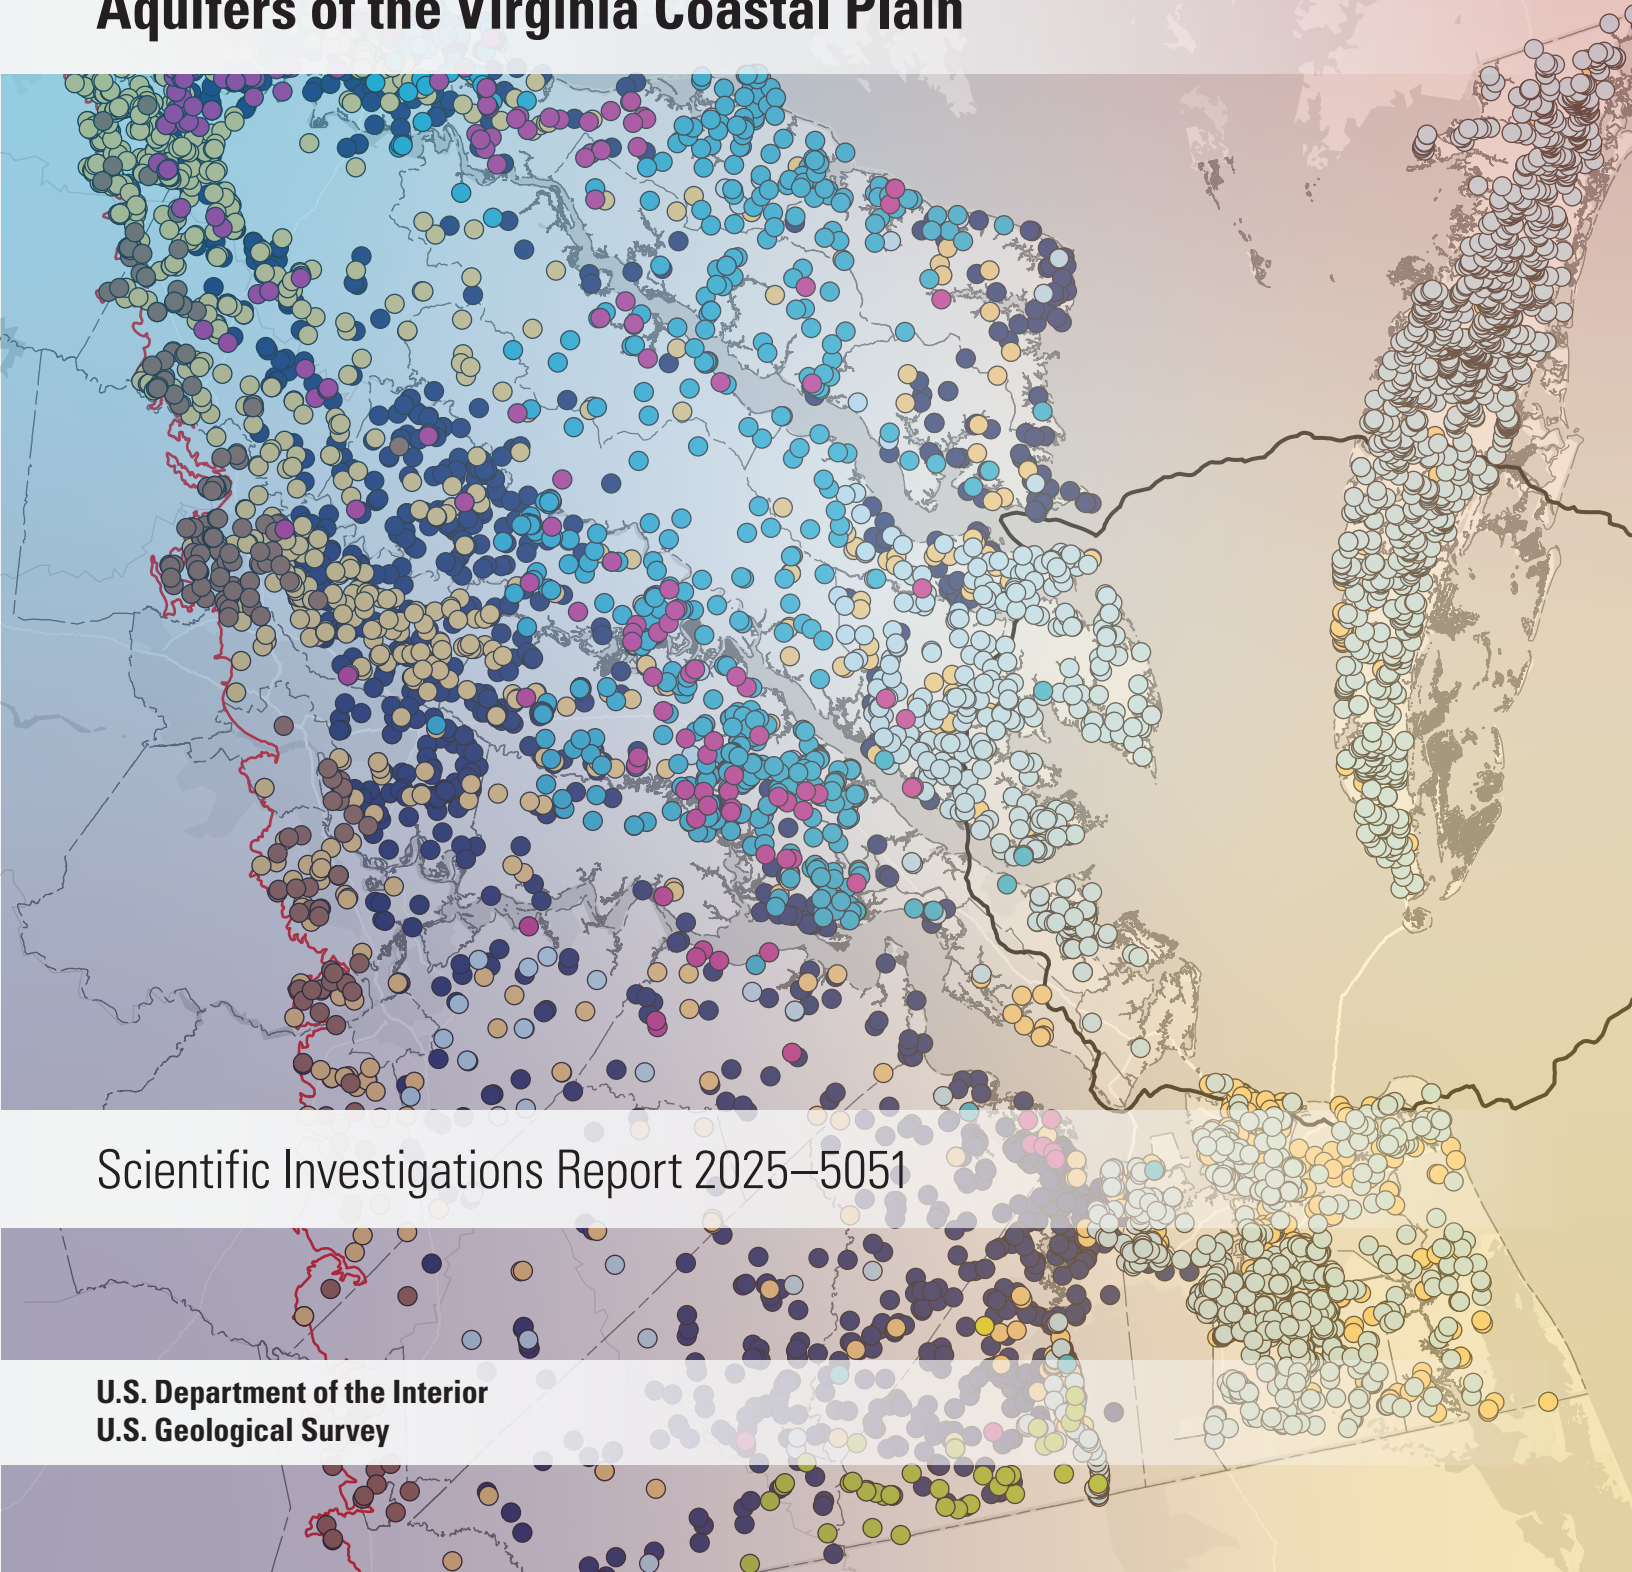 Aquifers of the Virginia Coastal Plain
Scientific Investigations Report 2025–5051
U.S. Department of the Interior
U.S. Geological Survey